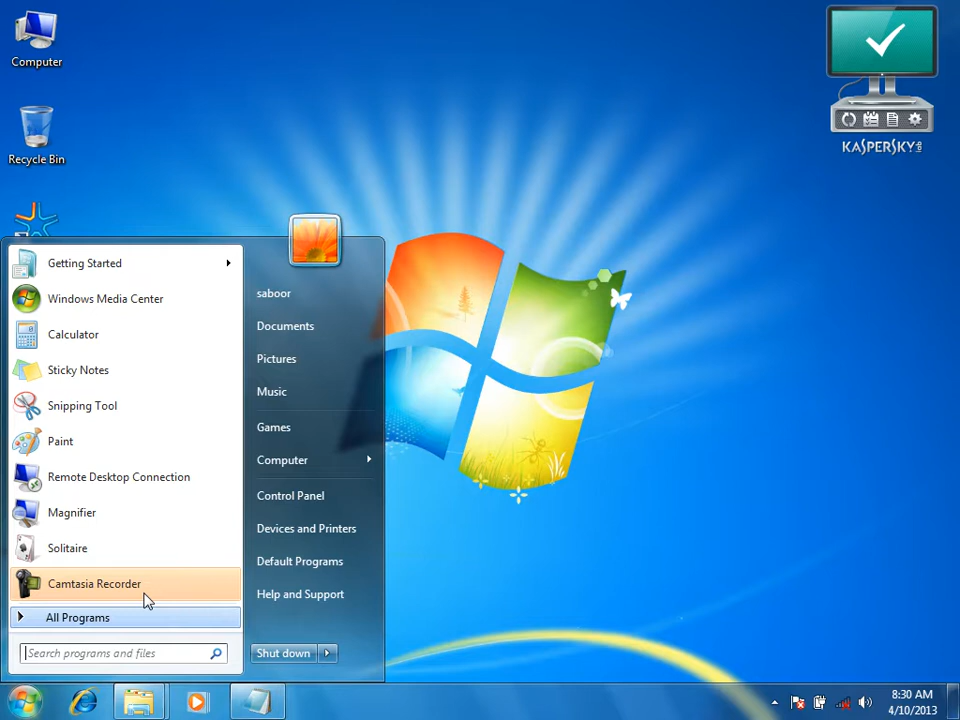 Computer
Recycle Bin
KASPERSKY
Getting Started
Windows Media Center
Calculator
Sticky Notes
Snipping Tool
Paint
Remote Desktop Connection
Magnifier
Solitaire
Camtasia Recorder
All Programs
Search programs and files
saboor
Documents
Pictures
Music
Games
Computer
Control Panel
Devices and Printers
Default Programs
Help and Support
Shut down
8:30 AM
4/10/2013